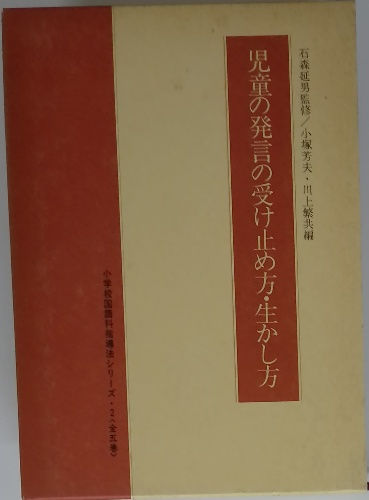 石森延男監修／小塚芳夫・川上繁共編
児童の発言の受け止め方・生かし方
小学校国語科指導法シリーズ・2〈全五巻〉